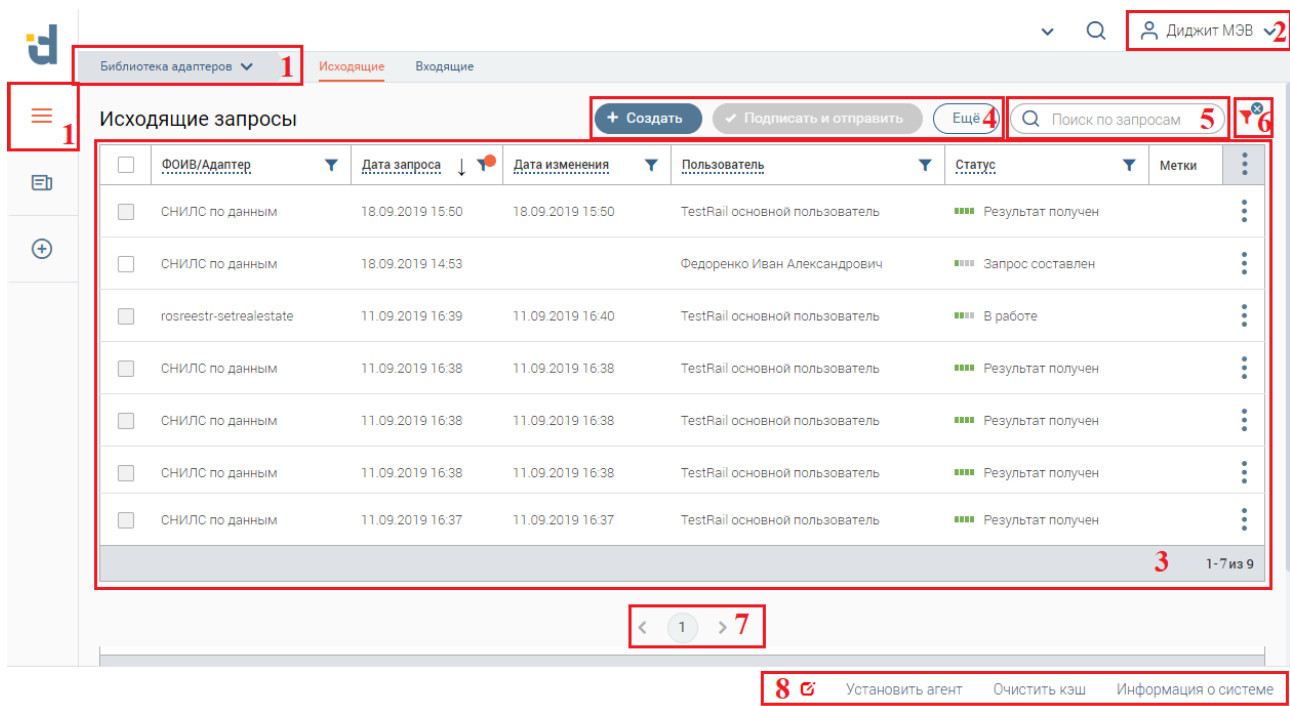 Диджит МЭВ 2
Библиотека адаптеров 1 Исходящие Входящие
1
Исходящие запросы + Создать Подписать и отправить Ещё 4 Поиск по запросам 5 6
ФОИВ/Адаптер Дата запроса Дата изменения Пользователь Статус Метки
СНИЛС по данным 18.09.2019 15:50 18.09.2019 15:50 TestRail основной пользователь Результат получен
СНИЛС по данным 18.09.2019 14:53 Федоренко Иван Александрович Запрос составлен
rosreestr-setrealestate 11.09.2019 16:39 11.09.2019 16:40 TestRail основной пользователь В работе
СНИЛС по данным 11.09.2019 16:38 11.09.2019 16:38 TestRail основной пользователь Результат получен
СНИЛС по данным 11.09.2019 16:38 11.09.2019 16:38 TestRail основной пользователь Результат получен
СНИЛС по данным 11.09.2019 16:38 11.09.2019 16:38 TestRail основной пользователь Результат получен
СНИЛС по данным 11.09.2019 16:37 11.09.2019 16:37 TestRail основной пользователь Результат получен
3 1-7 из 9
1 7
8 Установить агент Очистить кэш Информация о системе